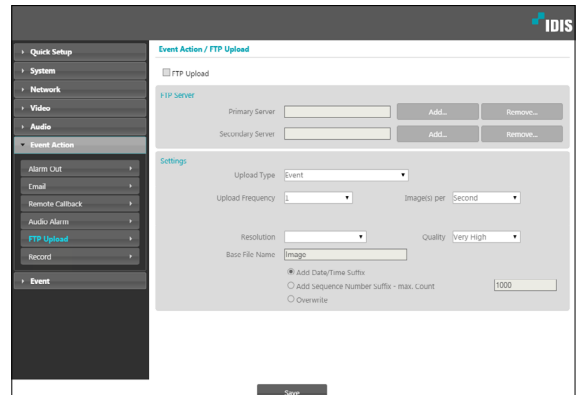 IDIS
Quick Setup
System
Network
Video
Audio
Event Action
Alarm Out
Email
Remote Callback
Audio Alarm
FTP Upload
Record
Event
Event Action / FTP Upload
FTP Upload
FTP Server
Primary Server Add... Remove...
Secondary Server Add... Remove...
Settings
Upload Type Event
Upload Frequency 1 Image(s) per Second
Resolution Quality Very High
Base File Name Image
Add Date/Time Suffix
Add Sequence Number Suffix - max. Count 1000
Overwrite
Save